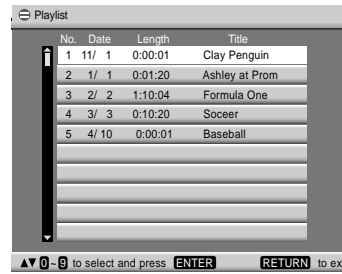 Playlist
No. Date Length Title
1 11/ 1 0:00:01 Clay Penguin
2 1/ 1 0:01:20 Ashley at Prom
3 2/ 2 1:10:04 Formula One
4 3/ 3 0:10:20 Soceer
5 4/ 10 0:00:01 Baseball
▲▼ 0 ~ 9 to select and press ENTER RETURN to ex